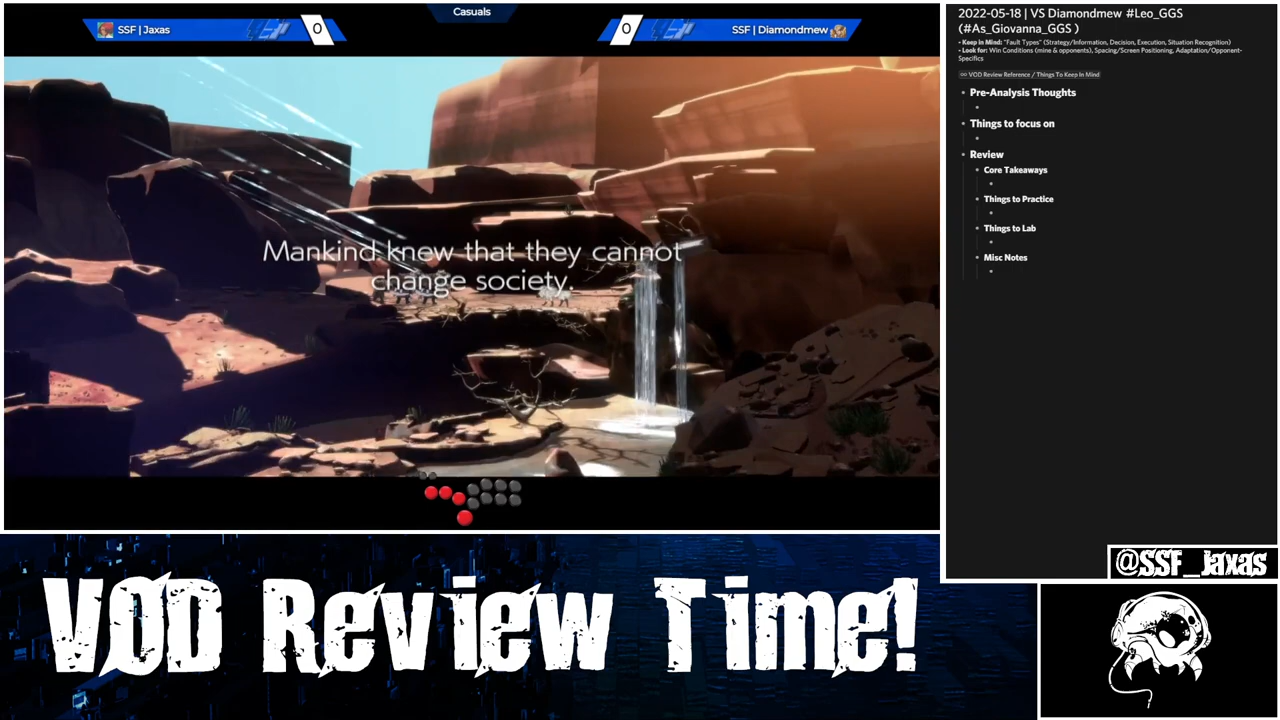 Casuals
SSF | Jaxas
0
0
SSF | Diamondmew
Mankind knew that they cannot
change society.
2022-05-18 | VS Diamondmew #Leo_GGS
(#As_Giovanna_GGS )
• Keep in Mind: "Fault Types" (Strategy/Information, Decision, Execution, Situation Recognition)
• Look for: Win Conditions (mine & opponents), Spacing/Screen Positioning, Adaptation/Opponent-
Specifics
VOD Review Reference / Things To Keep In Mind
Pre-Analysis Thoughts
Things to focus on
Review
Core Takeaways
Things to Practice
Things to Lab
Misc Notes
@SSF_Jaxas
VOD Review Time!